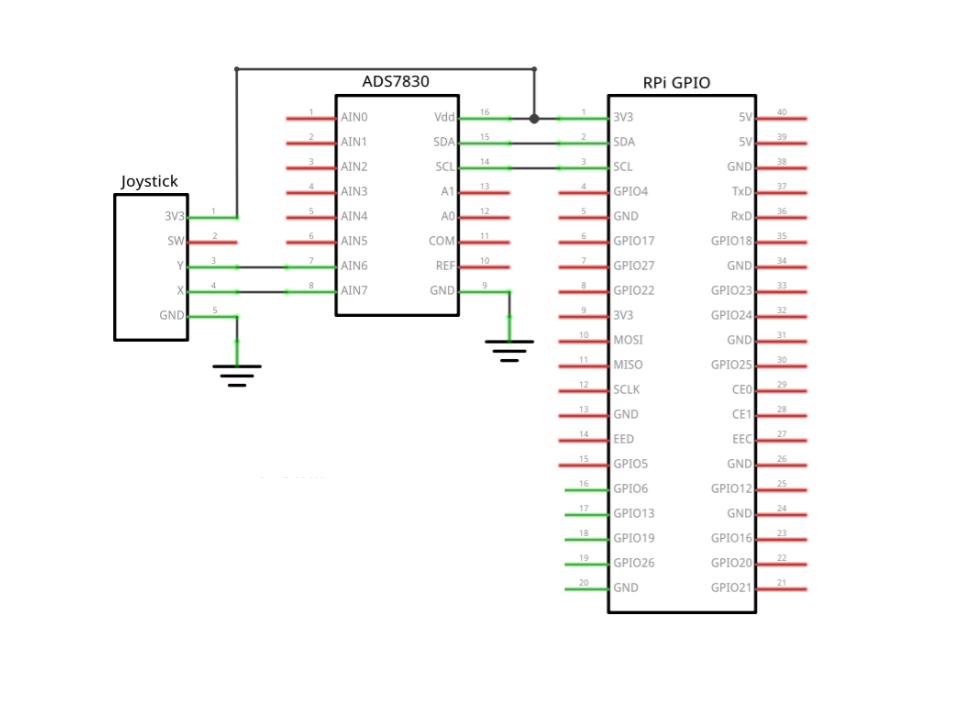 ADS7830
RPi GPIO
Joystick
1 3V3
2 SW
3 Y
4 X
5 GND
1 AIN0 Vdd 16
2 AIN1 SDA 15
3 AIN2 SCL 14
4 AIN3 A1 13
5 AIN4 A0 12
6 AIN5 COM 11
7 AIN6 REF 10
8 AIN7 GND 9
1 3V3 5V 40
2 SDA 5V 39
3 SCL GND 38
4 GPIO4 TxD 37
5 GND RxD 36
6 GPIO17 GPIO18 35
7 GPIO27 GND 34
8 GPIO22 GPIO23 33
9 3V3 GPIO24 32
10 MOSI GND 31
11 MISO GPIO25 30
12 SCLK CE0 29
13 GND CE1 28
14 EED EEC 27
15 GPIO5 GND 26
16 GPIO6 GPIO12 25
17 GPIO13 GND 24
18 GPIO19 GPIO16 23
19 GPIO26 GPIO20 22
20 GND GPIO21 21